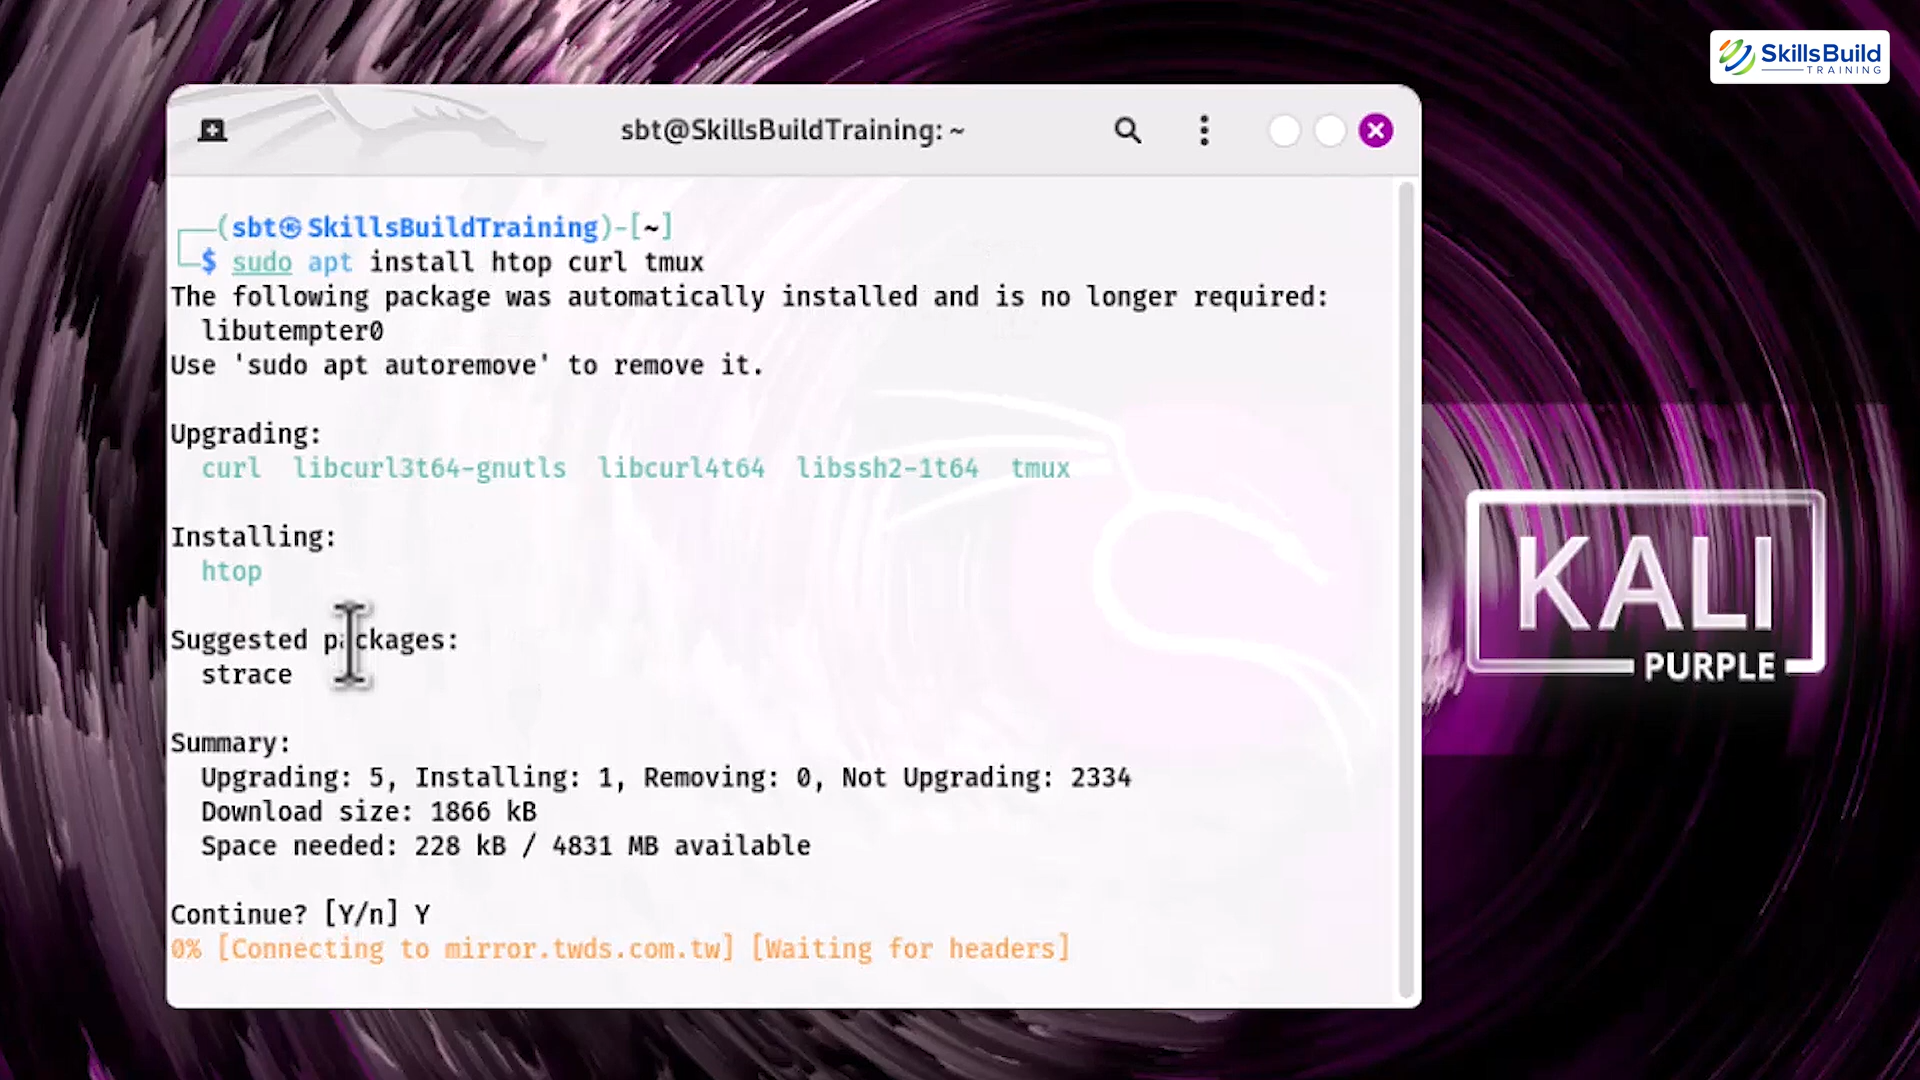 SkillsBuild
TRAINING
sbt@SkillsBuildTraining: ~
┌──(sbt㉿SkillsBuildTraining)-[~]
└─$ sudo apt install htop curl tmux
The following package was automatically installed and is no longer required:
  libutempter0
Use 'sudo apt autoremove' to remove it.
Upgrading:
  curl  libcurl3t64-gnutls  libcurl4t64  libssh2-1t64  tmux
Installing:
  htop
Suggested packages:
  strace
Summary:
  Upgrading: 5, Installing: 1, Removing: 0, Not Upgrading: 2334
  Download size: 1866 kB
  Space needed: 228 kB / 4831 MB available
Continue? [Y/n] Y
0% [Connecting to mirror.twds.com.tw] [Waiting for headers]
KALI
PURPLE